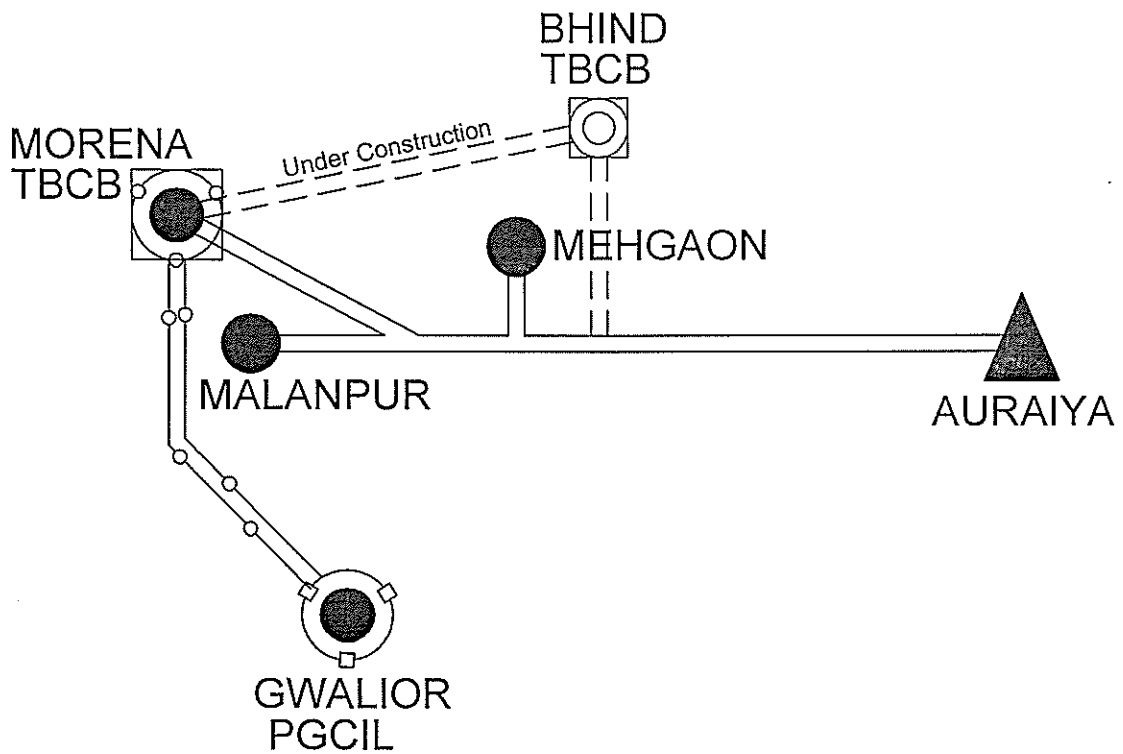 BHIND
TBCB
MORENA
TBCB
Under Construction
MEHGAON
MALANPUR
AURAIYA
GWALIOR
PGCIL